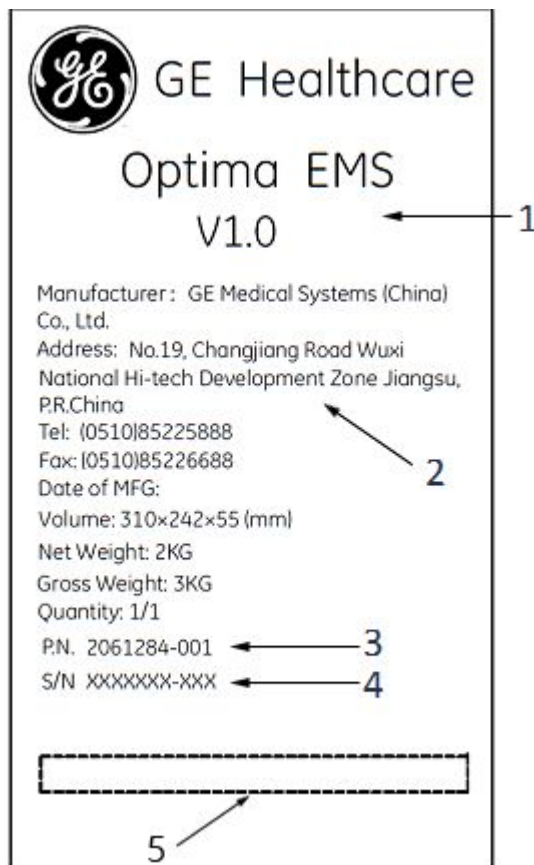 GE GE Healthcare
Optima EMS
V1.0
1
Manufacturer: GE Medical Systems (China)
Co., Ltd.
Address: No.19, Changjiang Road Wuxi
National Hi-tech Development Zone Jiangsu,
P.R.China
2
Tel: (0510)85225888
Fax: (0510)85226688
Date of MFG:
Volume: 310×242×55 (mm)
Net Weight: 2KG
Gross Weight: 3KG
Quantity: 1/1
P.N. 2061284-001 3
S/N XXXXXXX-XXX 4
5